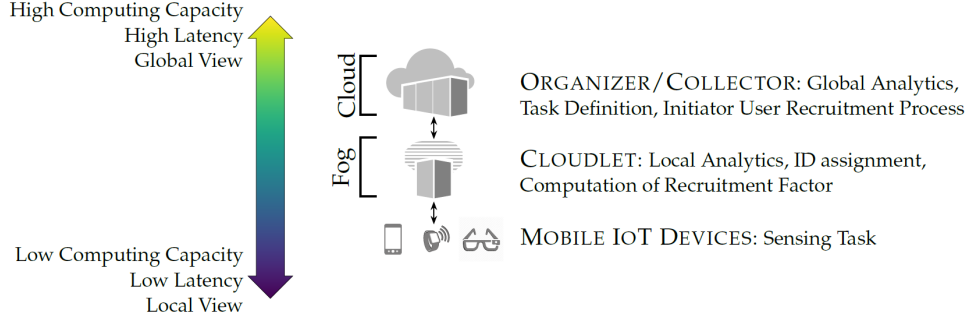 High Computing Capacity
High Latency
Global View
Cloud
ORGANIZER/COLLECTOR: Global Analytics,
Task Definition, Initiator User Recruitment Process
Fog
CLOUDLET: Local Analytics, ID assignment,
Computation of Recruitment Factor
MOBILE IOT DEVICES: Sensing Task
Low Computing Capacity
Low Latency
Local View